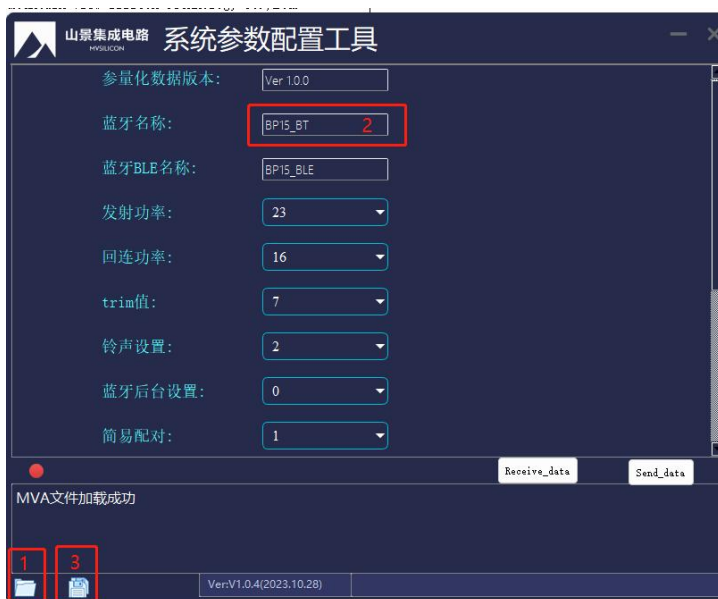 山景集成电路
MVSILICON
系统参数配置工具
参量化数据版本: Ver 1.0.0
蓝牙名称: BP15_BT 2
蓝牙BLE名称: BP15_BLE
发射功率: 23
回连功率: 16
trim值: 7
铃声设置: 2
蓝牙后台设置: 0
简易配对: 1
Receive_data Send_data
MVA文件加载成功
1 3
Ver:V1.0.4(2023.10.28)